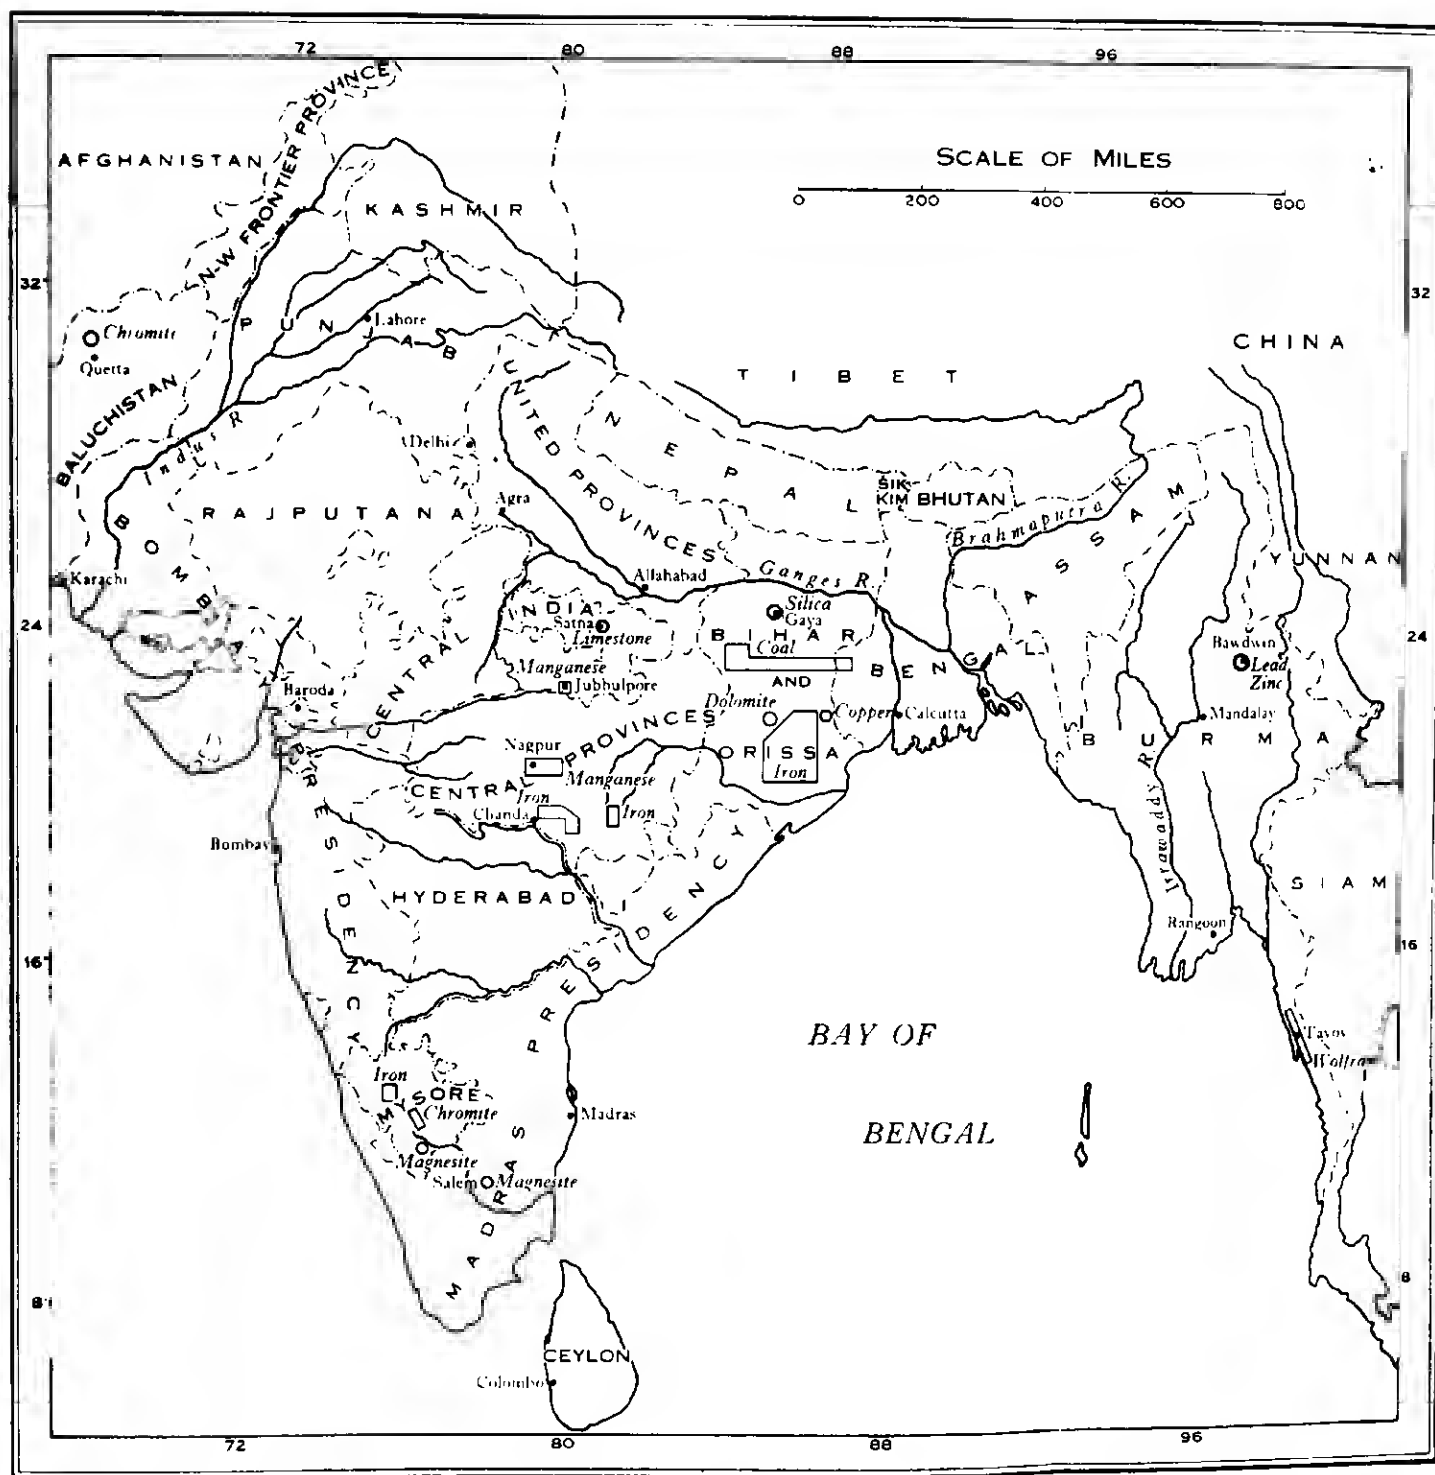 72 80 88 96
AFGHANISTAN
N-W FRONTIER PROVINCE
KASHMIR
SCALE OF MILES
0 200 400 600 800
32 32
Chromite
Quetta
PUNJAB
Lahore
CHINA
TIBET
BALUCHISTAN
Indus R
Delhi
UNITED PROVINCES
NEPAL
SIK
KIM
BHUTAN
Brahmaputra R.
ASSAM
RAJPUTANA
Agra
YUNNAN
Karachi
BOMBAY
PRESIDENCY
Allahabad
Ganges R
24 24
CENTRAL INDIA
Satna
Limestone
Silica
Gaya
BIHAR
Coal
AND
ORISSA
BENGAL
Bawdwin
Lead
Zinc
Manganese
Jubbulpore
Baroda
Dolomite
Copper
Calcutta
Mandalay
BURMA
CENTRAL PROVINCES
Nagpur
Manganese
Iron
Iron
Chanda
Iron
Bombay
HYDERABAD
Irrawaddy R
SIAM
Rangoon
16 16
MADRAS PRESIDENCY
BAY OF
BENGAL
Tavoy
Wolfra
Iron
MYSORE
Chromite
Madras
Magnesite
Salem
Magnesite
8 8
CEYLON
Colombo
72 80 88 96